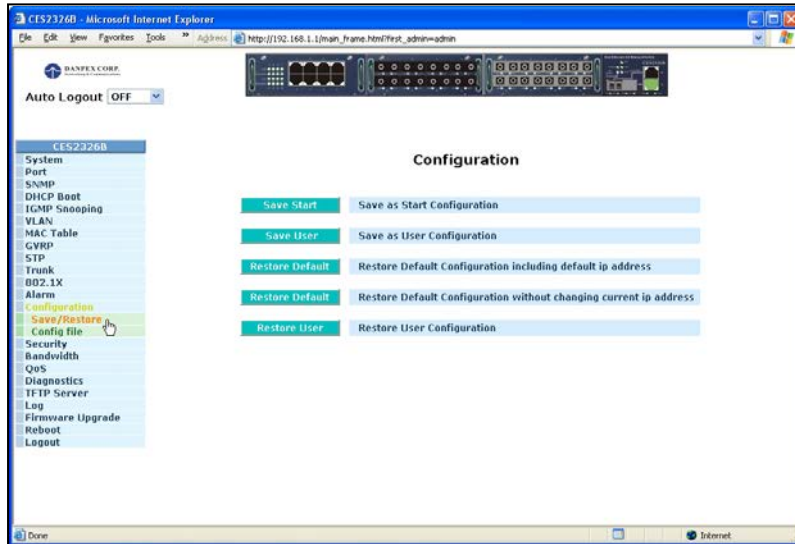 CES2326B - Microsoft Internet Explorer
File Edit View Favorites Tools » Address http://192.168.1.1/main_frame.html?first_admin=admin
DANPEX CORP.
Auto Logout OFF
CES2326B
System
Port
SNMP
DHCP Boot
IGMP Snooping
VLAN
MAC Table
GVRP
STP
Trunk
802.1X
Alarm
Configuration
Save/Restore
Config file
Security
Bandwidth
QoS
Diagnostics
TFTP Server
Log
Firmware Upgrade
Reboot
Logout
Configuration
Save Start Save as Start Configuration
Save User Save as User Configuration
Restore Default Restore Default Configuration including default ip address
Restore Default Restore Default Configuration without changing current ip address
Restore User Restore User Configuration
Done Internet